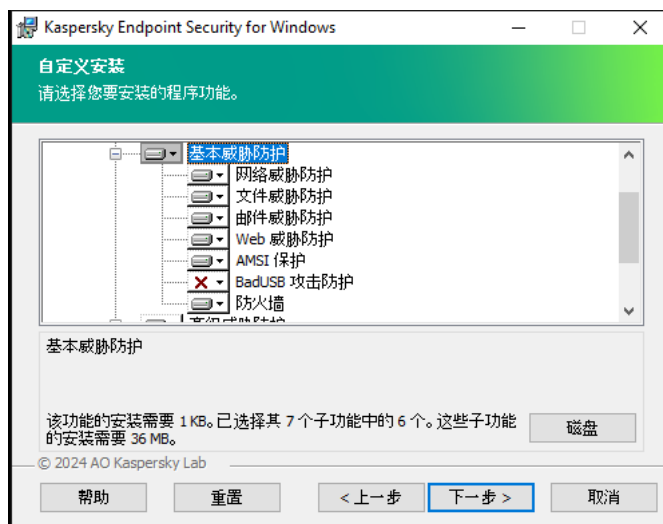 Kaspersky Endpoint Security for Windows
自定义安装
请选择您要安装的程序功能。
基本威胁防护
网络威胁防护
文件威胁防护
邮件威胁防护
Web 威胁防护
AMSI 保护
BadUSB 攻击防护
防火墙
高级威胁防护
基本威胁防护
该功能的安装需要 1 KB。已选择其 7 个子功能中的 6 个。这些子功能
的安装需要 36 MB。
磁盘
© 2024 AO Kaspersky Lab
帮助
重置
< 上一步
下一步 >
取消